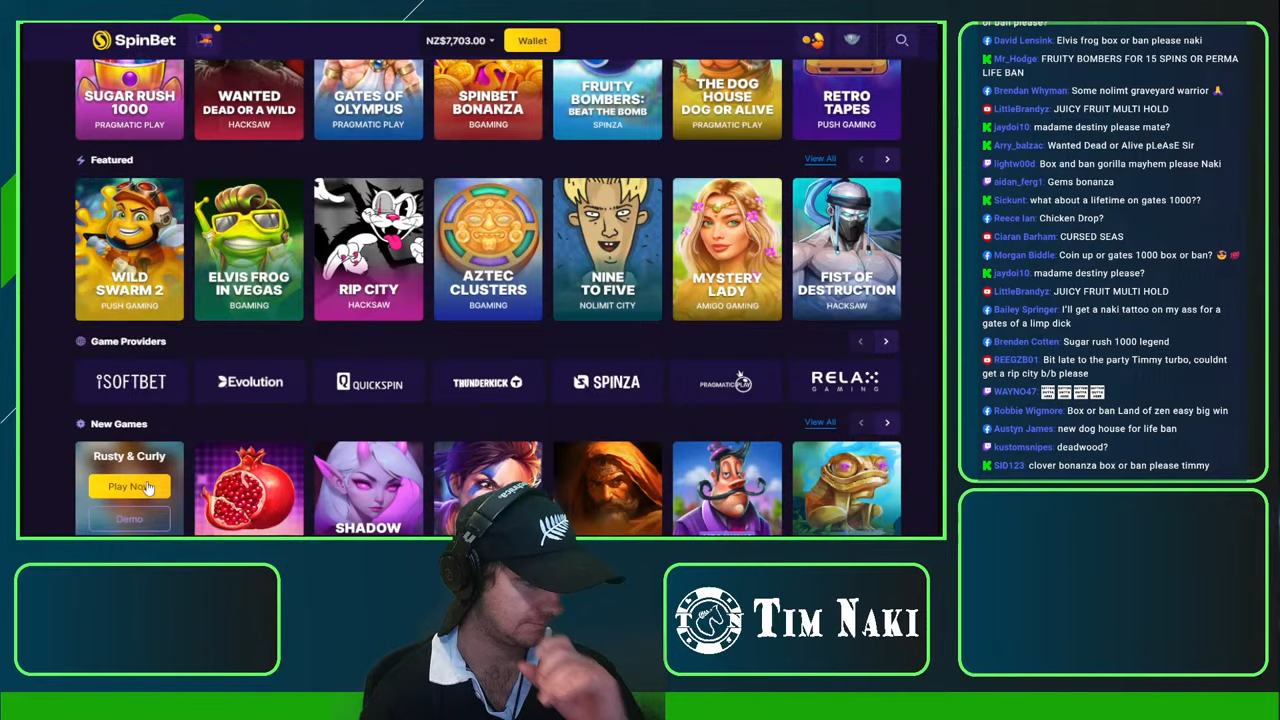 SpinBet
NZ$7,703.00
Wallet
SUGAR RUSH
1000
PRAGMATIC PLAY
WANTED
DEAD OR A WILD
HACKSAW
GATES OF
OLYMPUS
PRAGMATIC PLAY
SPINBET
BONANZA
BGAMING
FRUITY
BOMBERS:
BEAT THE BOMB
SPINZA
THE DOG
HOUSE
DOG OR ALIVE
PRAGMATIC PLAY
RETRO
TAPES
PUSH GAMING
Featured
View All
WILD
SWARM 2
PUSH GAMING
ELVIS FROG
IN VEGAS
BGAMING
RIP CITY
HACKSAW
AZTEC
CLUSTERS
BGAMING
NINE
TO FIVE
NOLIMIT CITY
MYSTERY
LADY
AMIGO GAMING
FIST OF
DESTRUCTION
HACKSAW
Game Providers
iSOFTBET
Evolution
QUICKSPIN
THUNDERKICK
SPINZA
PRAGMATIC PLAY
RELAX
GAMING
New Games
View All
Rusty & Curly
Play Now
Demo
SHADOW
TIM NAKI
or ban please?
David Lensink: Elvis frog box or ban please naki
Mr_Hodge: FRUITY BOMBERS FOR 15 SPINS OR PERMA
LIFE BAN
Brendan Whyman: Some nolimt graveyard warrior
LittleBrandyz: JUICY FRUIT MULTI HOLD
jaydoi10: madame destiny please mate?
Arry_balzac: Wanted Dead or Alive pLeAsE Sir
lightw00d: Box and ban gorilla mayhem please Naki
aidan_ferg1: Gems bonanza
Sickunt: what about a lifetime on gates 1000??
Reece Ian: Chicken Drop?
Ciaran Barham: CURSED SEAS
Morgan Biddle: Coin up or gates 1000 box or ban?
jaydoi10: madame destiny please?
LittleBrandyz: JUICY FRUIT MULTI HOLD
Bailey Springer: I'll get a naki tattoo on my ass for a
gates of a limp dick
Brenden Cotten: Sugar rush 1000 legend
REEGZB01: Bit late to the party Timmy turbo, couldnt
get a rip city b/b please
WAYNO47:
Robbie Wigmore: Box or ban Land of zen easy big win
Austyn James: new dog house for life ban
kustomsnipes: deadwood?
SID123: clover bonanza box or ban please timmy